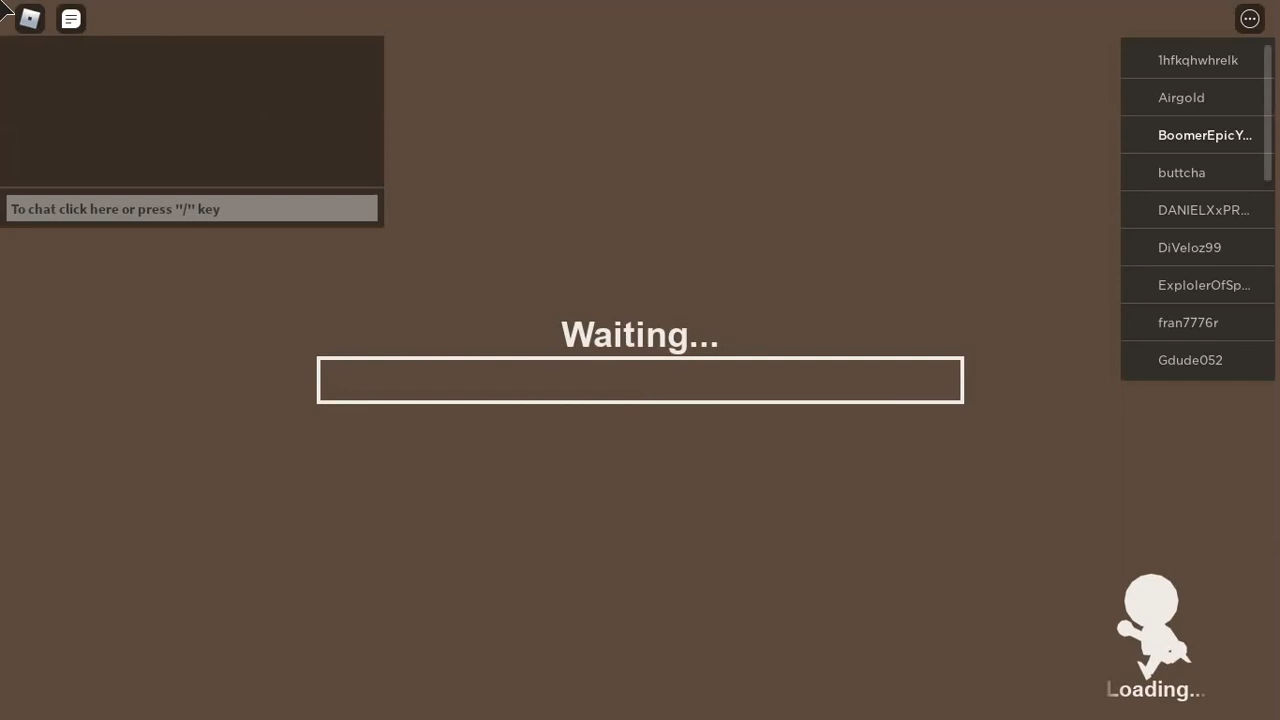 To chat click here or press "/" key
1hfkqhwhrelk
Airgold
BoomerEpicY...
buttcha
DANIELXxPR...
DiVeloz99
ExplolerOfSp...
fran7776r
Gdude052
Waiting...
Loading...